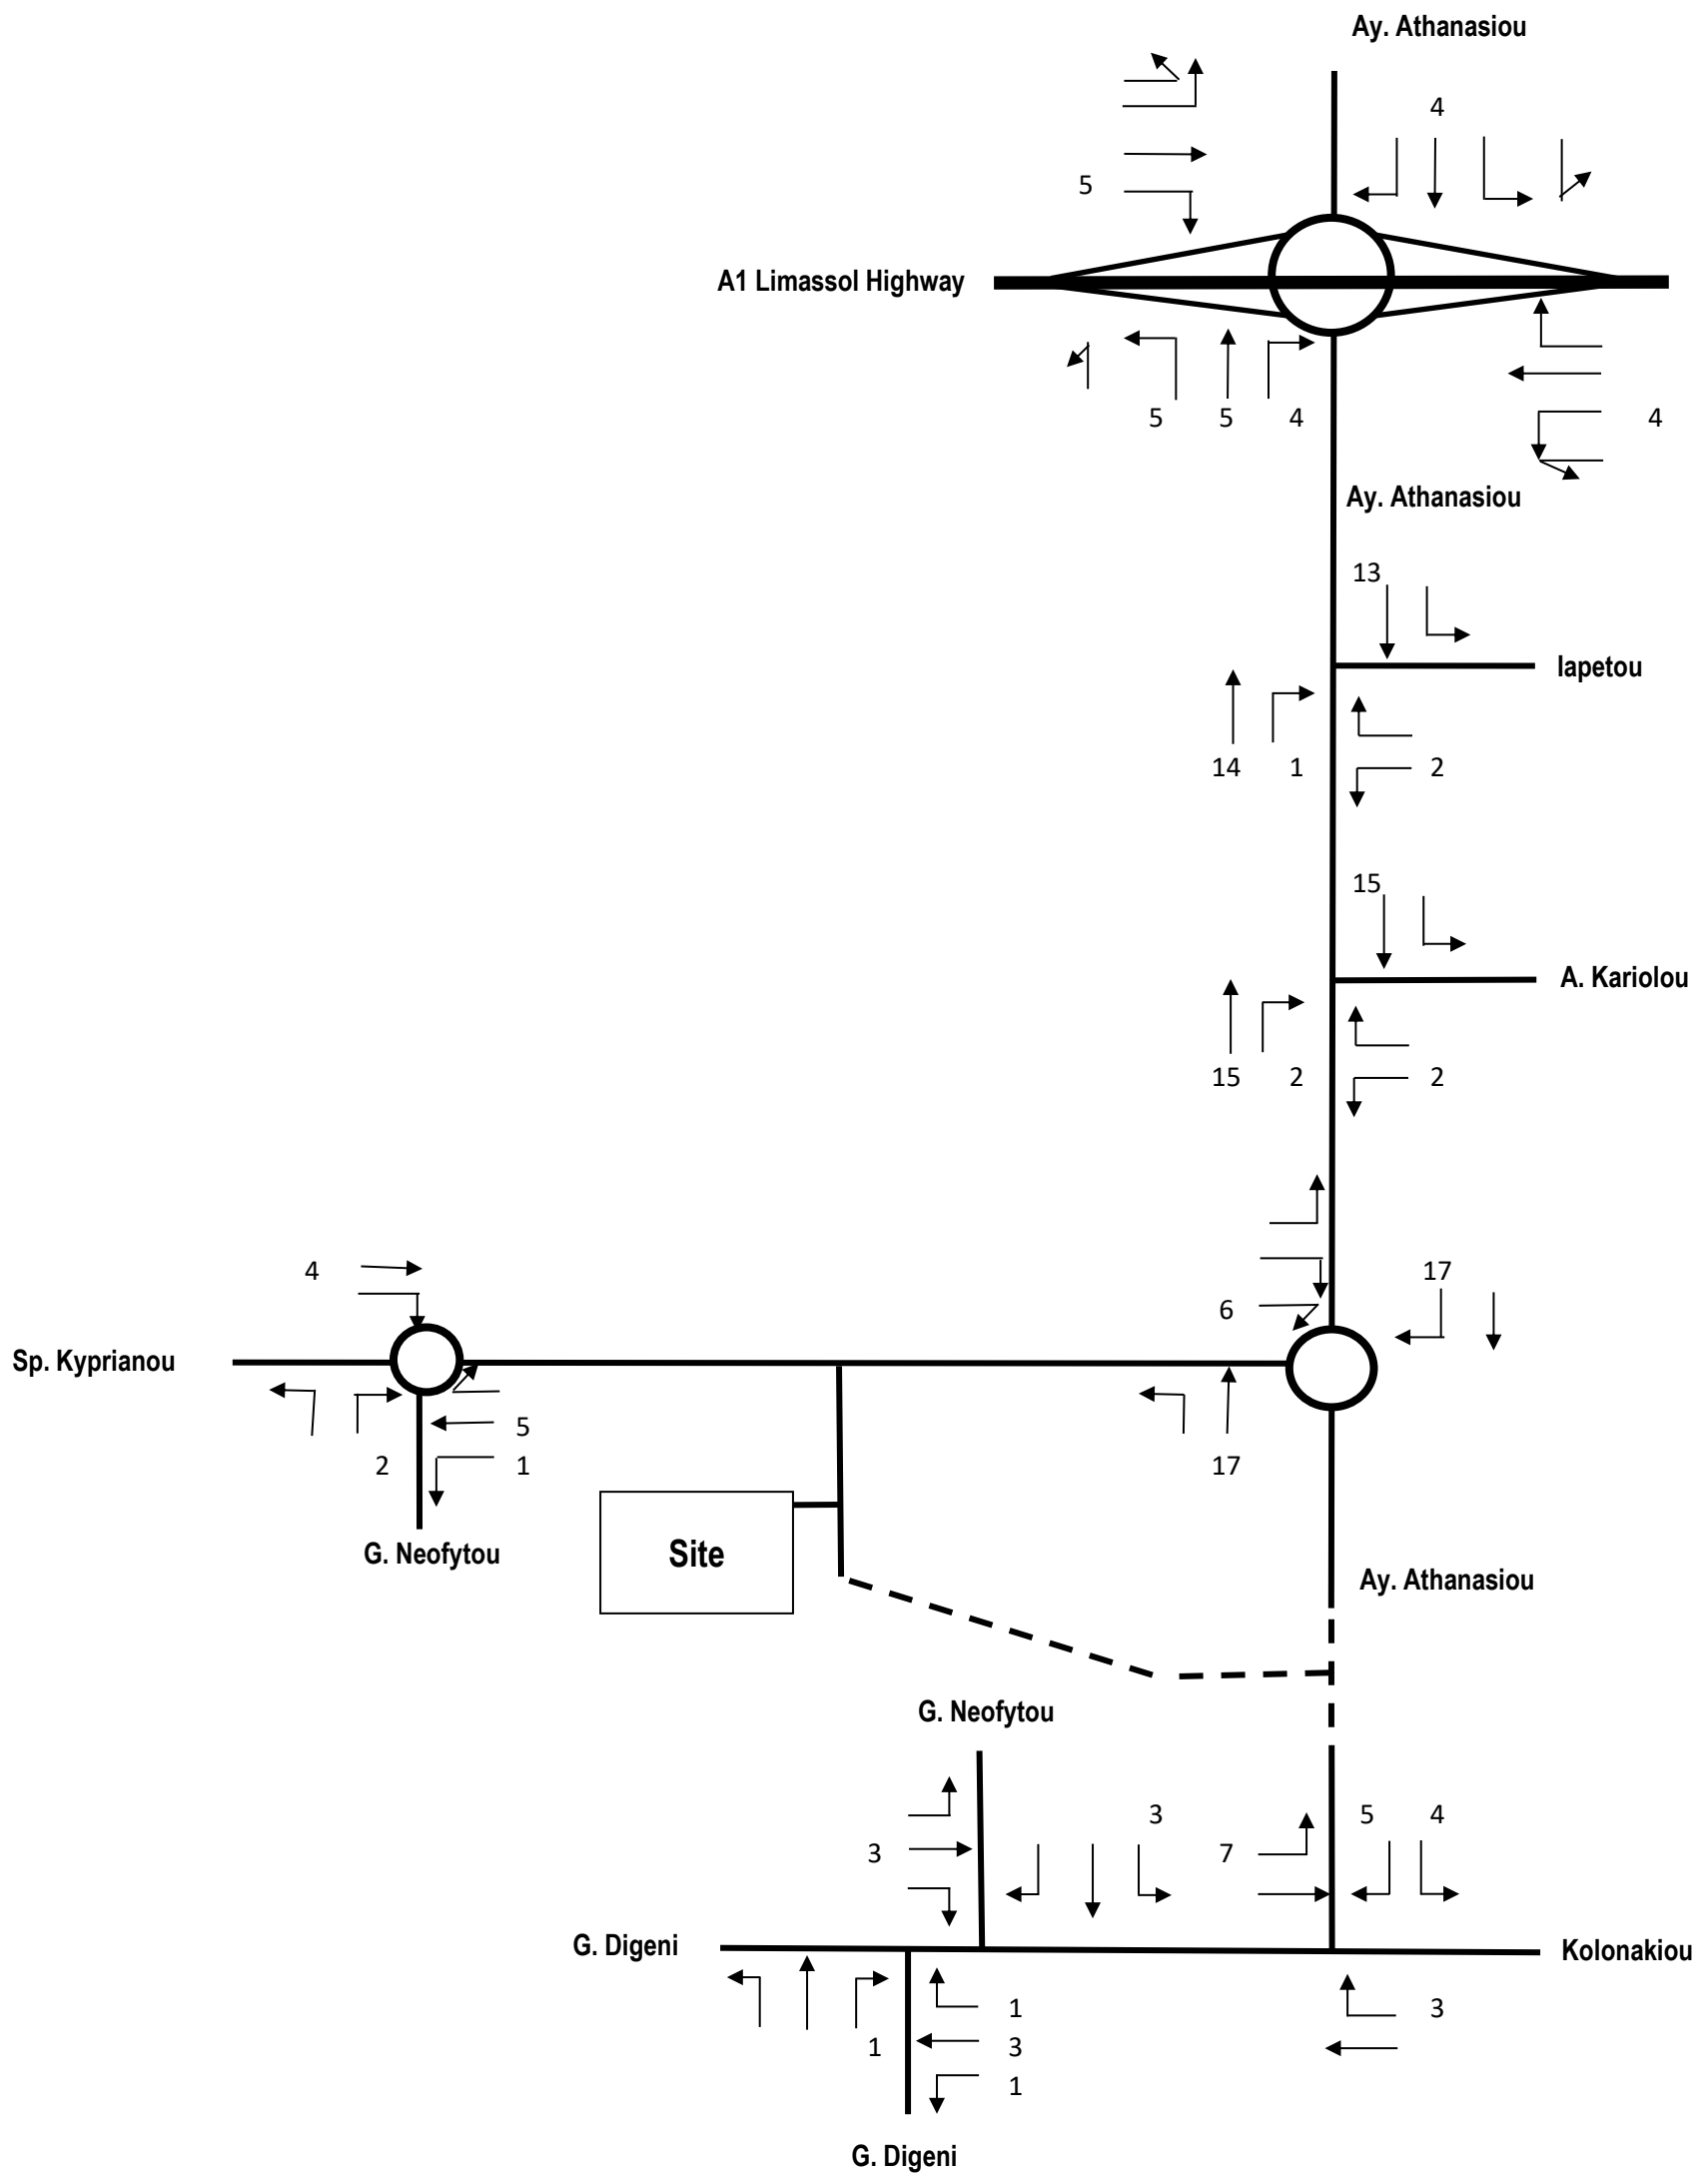 Ay. Athanasiou
4
5
A1 Limassol Highway
5 5 4
4
Ay. Athanasiou
13
Iapetou
14 1 2
15
A. Kariolou
15 2 2
4
17
6
Sp. Kyprianou
5
2 1
17
G. Neofytou
Site
Ay. Athanasiou
G. Neofytou
3 5 4
3 7
G. Digeni
Kolonakiou
1 3
1 3
1
G. Digeni